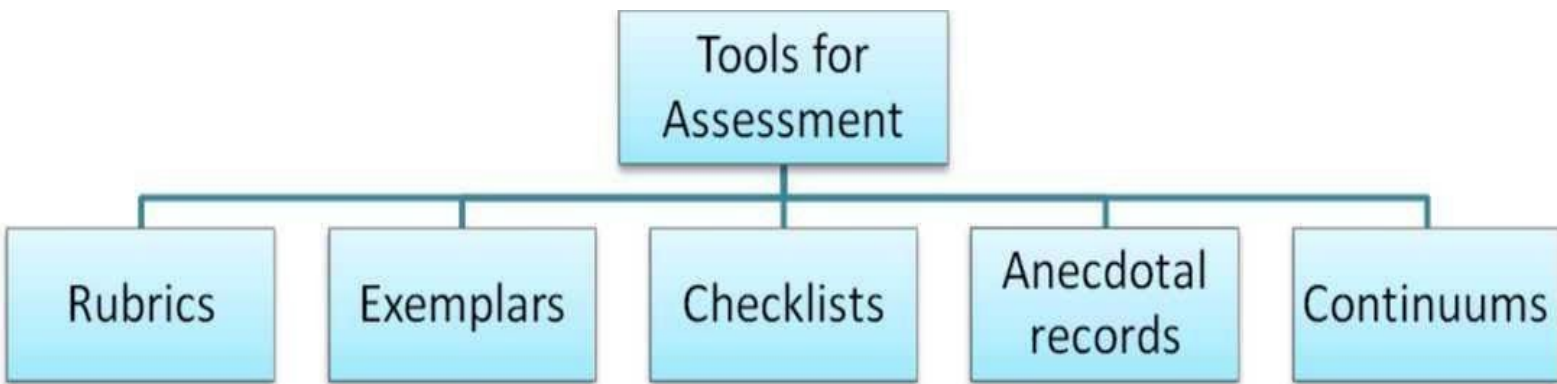 Tools for
Assessment
Rubrics
Exemplars
Checklists
Anecdotal
records
Continuums